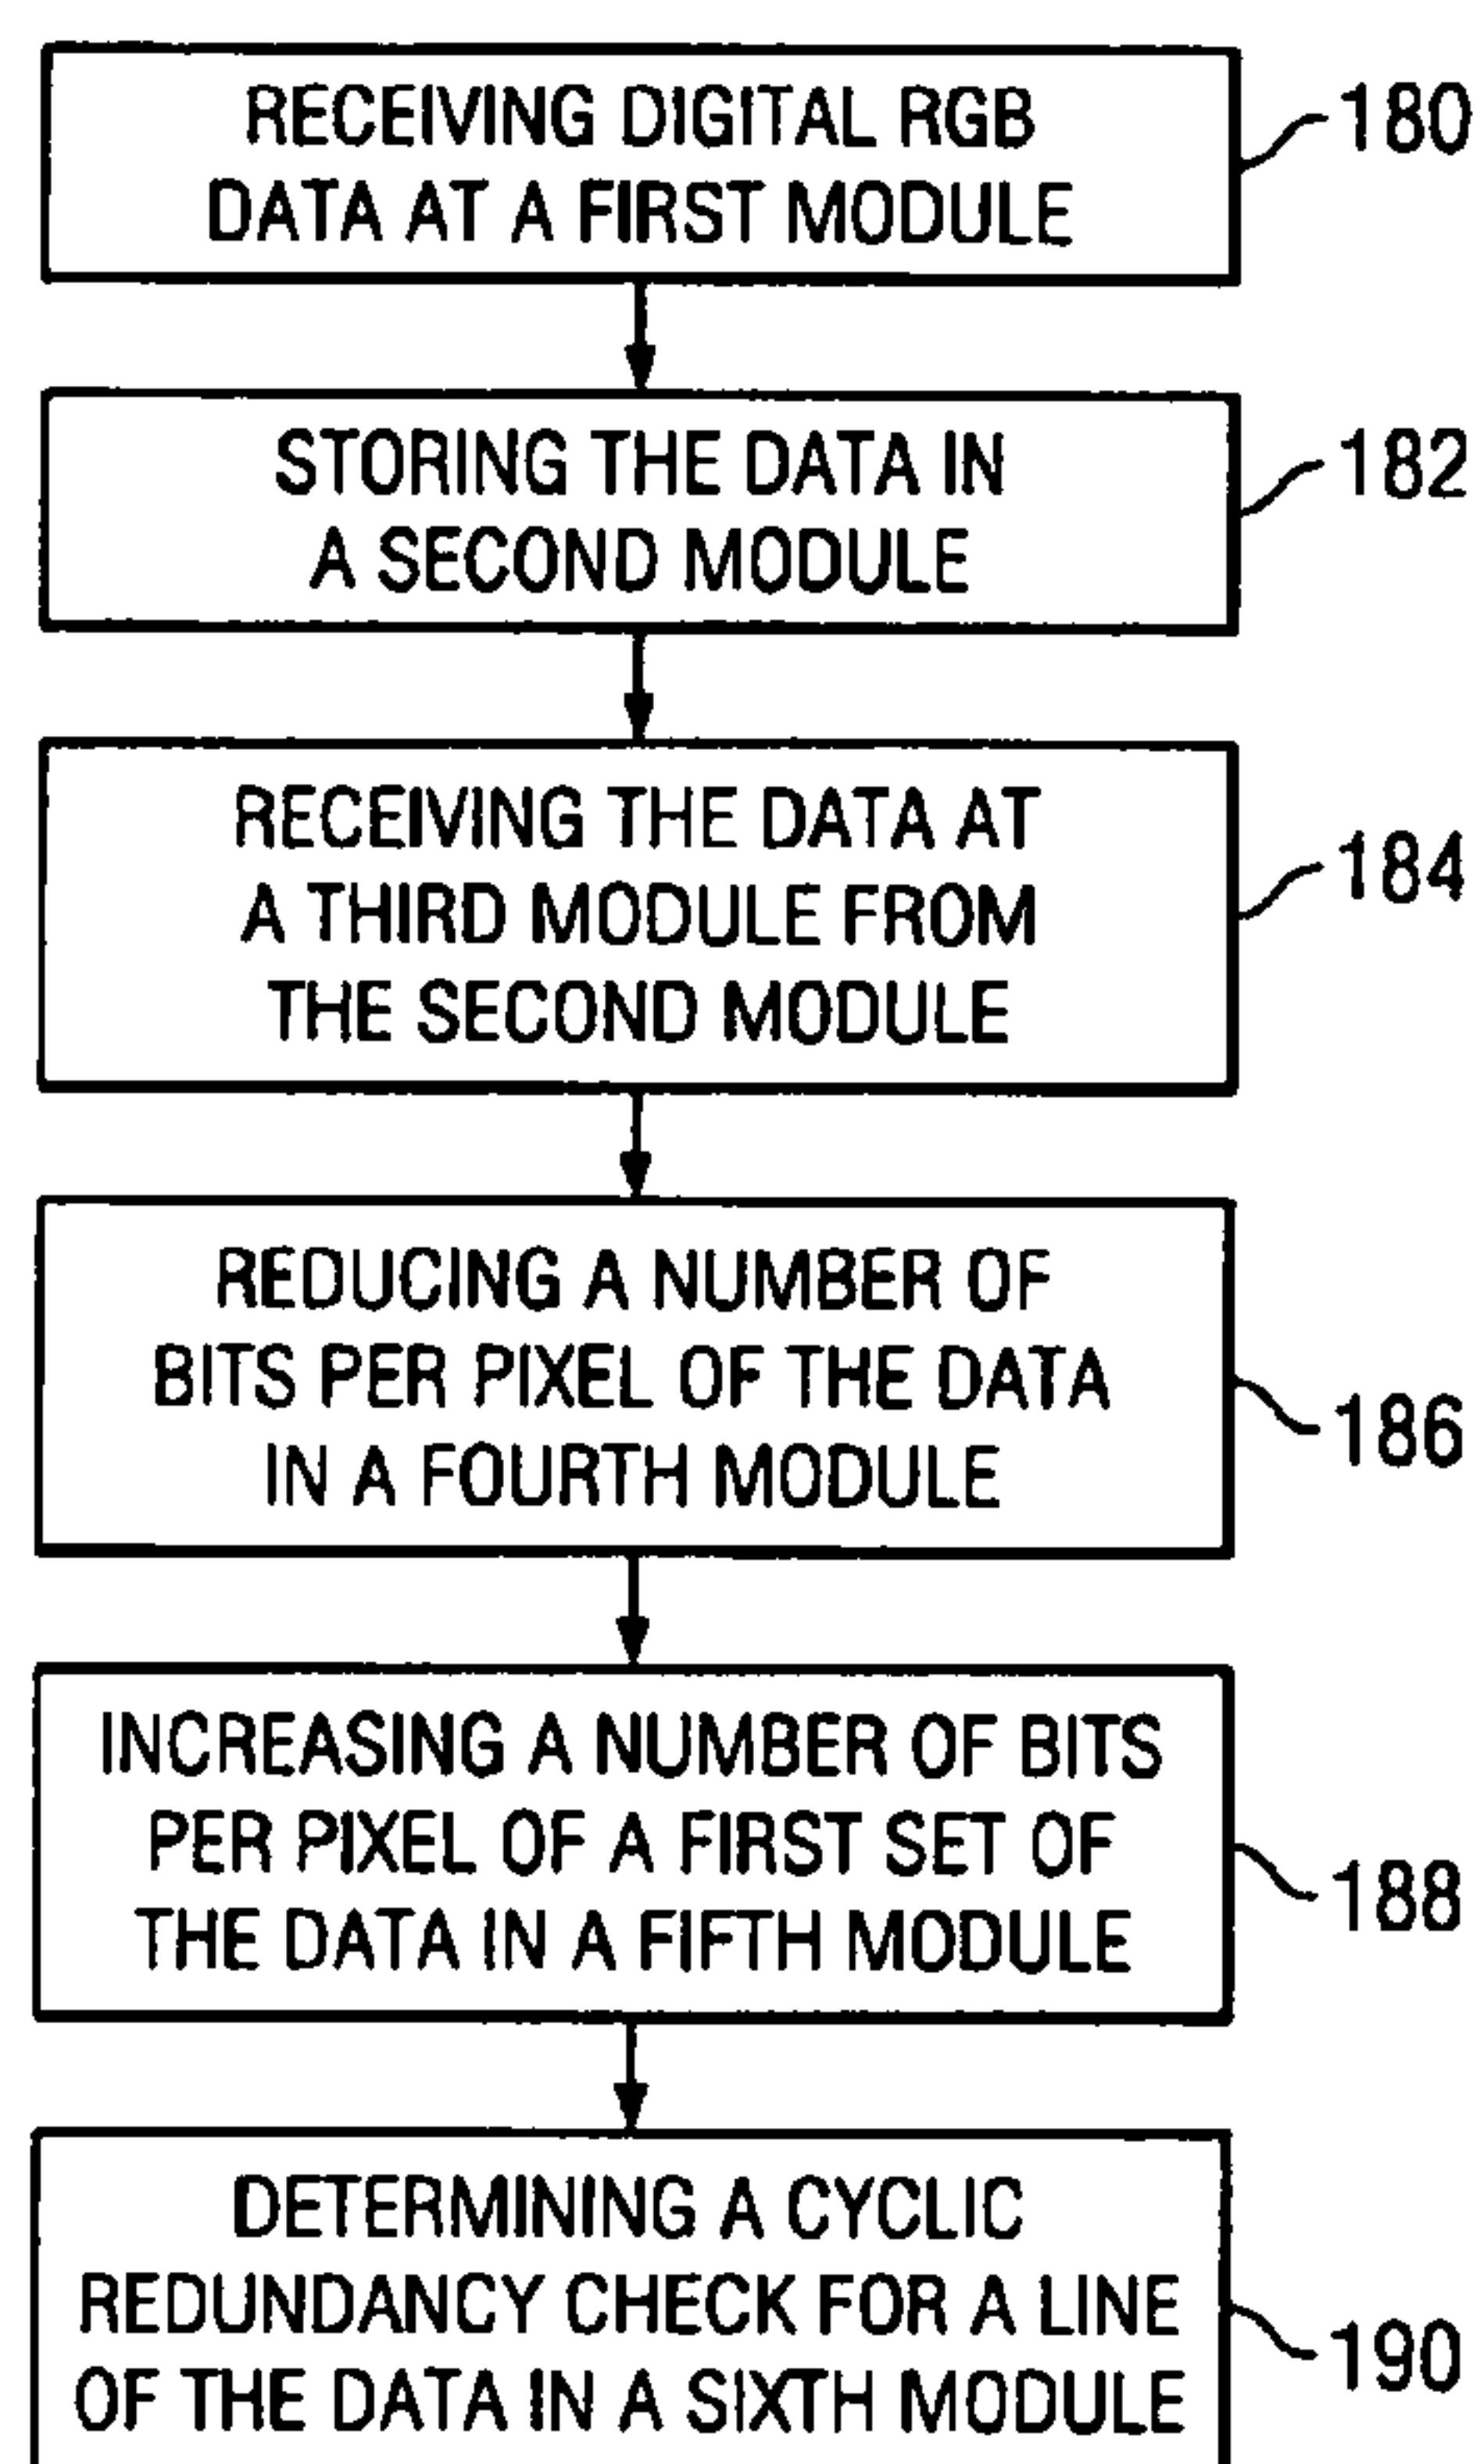 RECEIVING DIGITAL RGB
DATA AT A FIRST MODULE
180
STORING THE DATA IN
A SECOND MODULE
182
RECEIVING THE DATA AT
A THIRD MODULE FROM
THE SECOND MODULE
184
REDUCING A NUMBER OF
BITS PER PIXEL OF THE DATA
IN A FOURTH MODULE
186
INCREASING A NUMBER OF BITS
PER PIXEL OF A FIRST SET OF
THE DATA IN A FIFTH MODULE
188
DETERMINING A CYCLIC
REDUNDANCY CHECK FOR A LINE
OF THE DATA IN A SIXTH MODULE
190